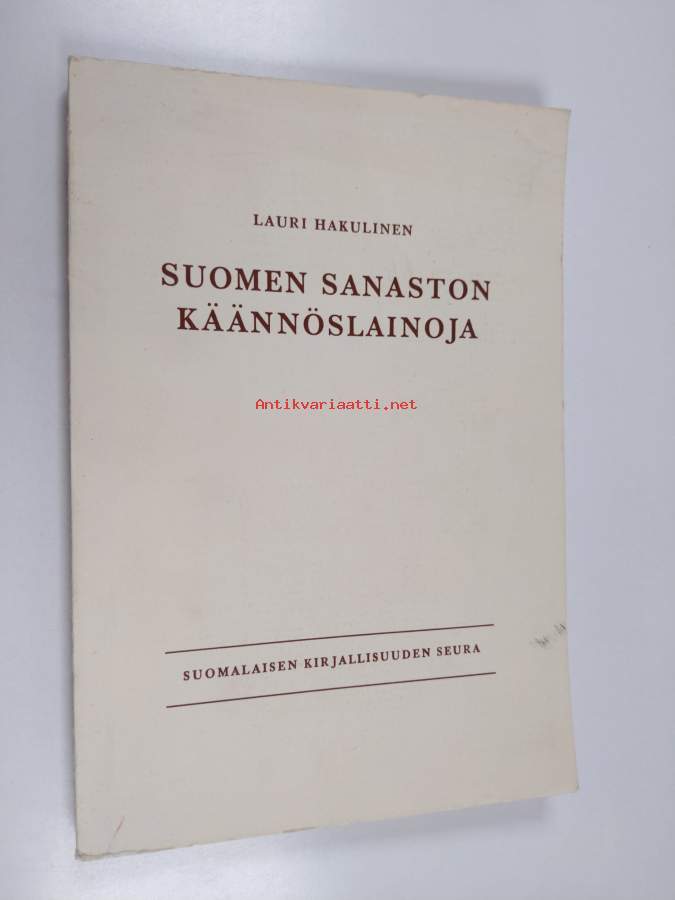 LAURI HAKULINEN
SUOMEN SANASTON
KÄÄNNÖSLAINOJA
Antikvariaatti.net
SUOMALAISEN KIRJALLISUUDEN SEURA